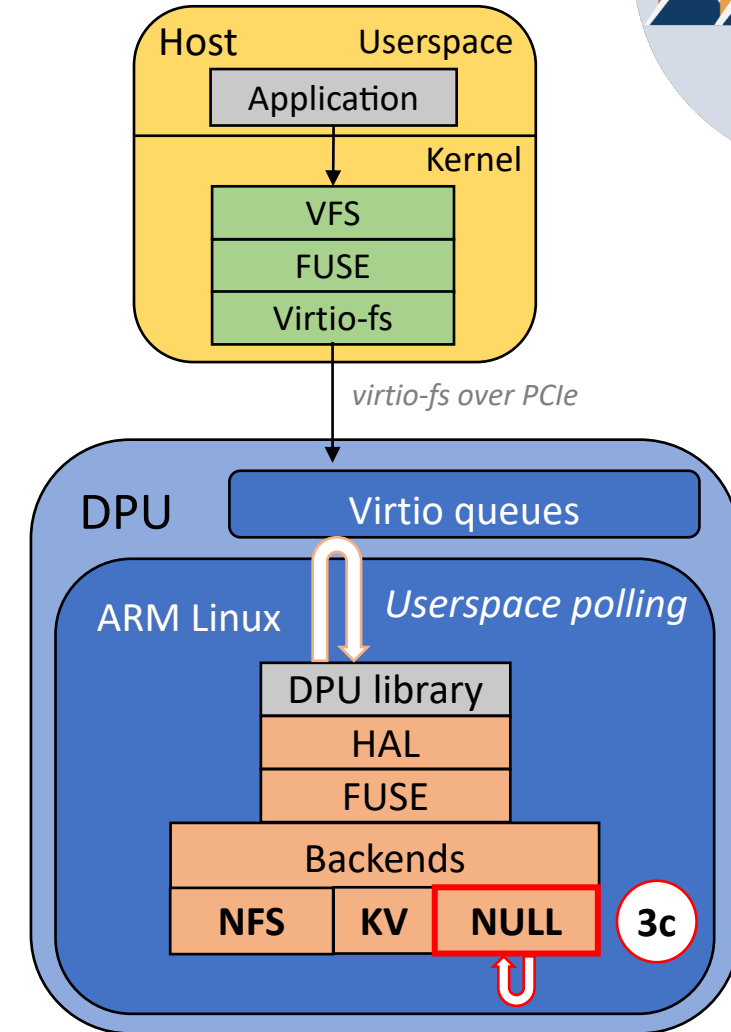 Host Userspace
Application
Kernel
VFS
FUSE
Virtio-fs
virtio-fs over PCIe
DPU Virtio queues
ARM Linux Userspace polling
DPU library
HAL
FUSE
Backends
NFS KV NULL 3c